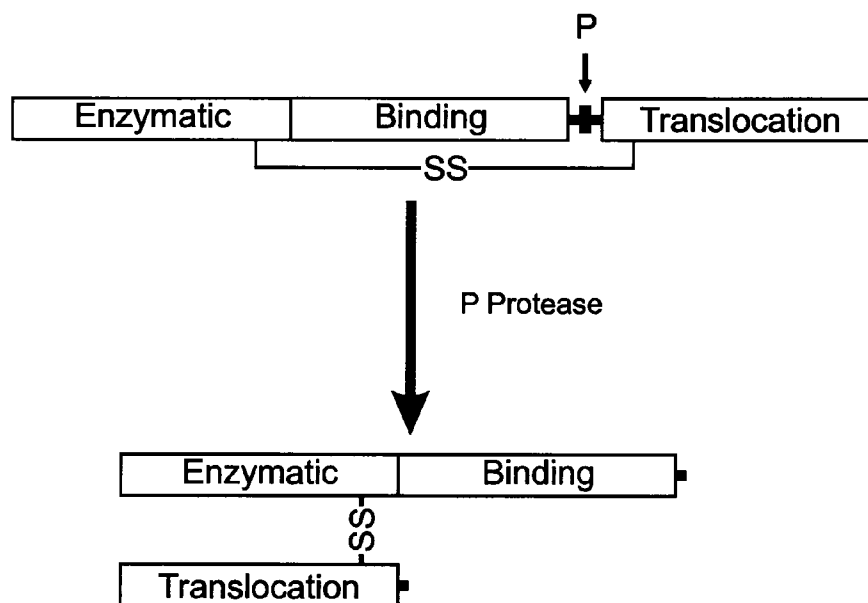 P
Enzymatic Binding Translocation
SS
P Protease
Enzymatic Binding
SS
Translocation